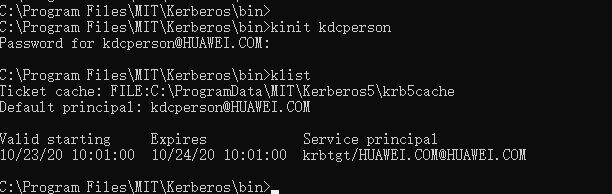 C:\Program Files\MIT\Kerberos\bin>
C:\Program Files\MIT\Kerberos\bin>kinit kdcperson
Password for kdcperson@HUAWEI.COM:
C:\Program Files\MIT\Kerberos\bin>klist
Ticket cache: FILE:C:\ProgramData\MIT\Kerberos5\krb5cache
Default principal: kdcperson@HUAWEI.COM
Valid starting Expires Service principal
10/23/20 10:01:00 10/24/20 10:01:00 krbtgt/HUAWEI.COM@HUAWEI.COM
C:\Program Files\MIT\Kerberos\bin>